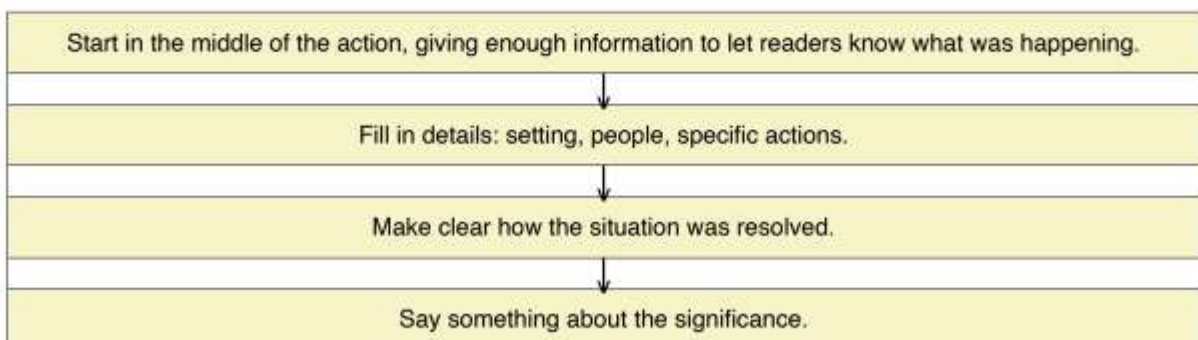 Start in the middle of the action, giving enough information to let readers know what was happening.
Fill in details: setting, people, specific actions.
Make clear how the situation was resolved.
Say something about the significance.